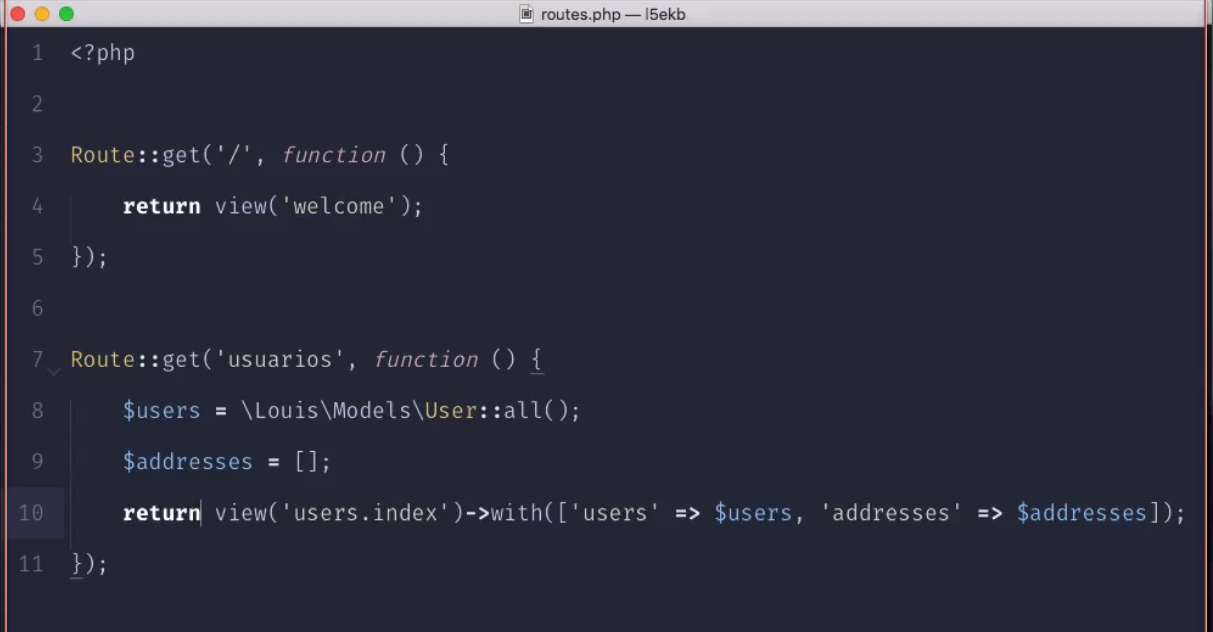 routes.php — l5ekb
1 <?php
2
3 Route::get('/', function () {
4     return view('welcome');
5 });
6
7 Route::get('usuarios', function () {
8     $users = \Louis\Models\User::all();
9     $addresses = [];
10     return view('users.index')->with(['users' => $users, 'addresses' => $addresses]);
11 });